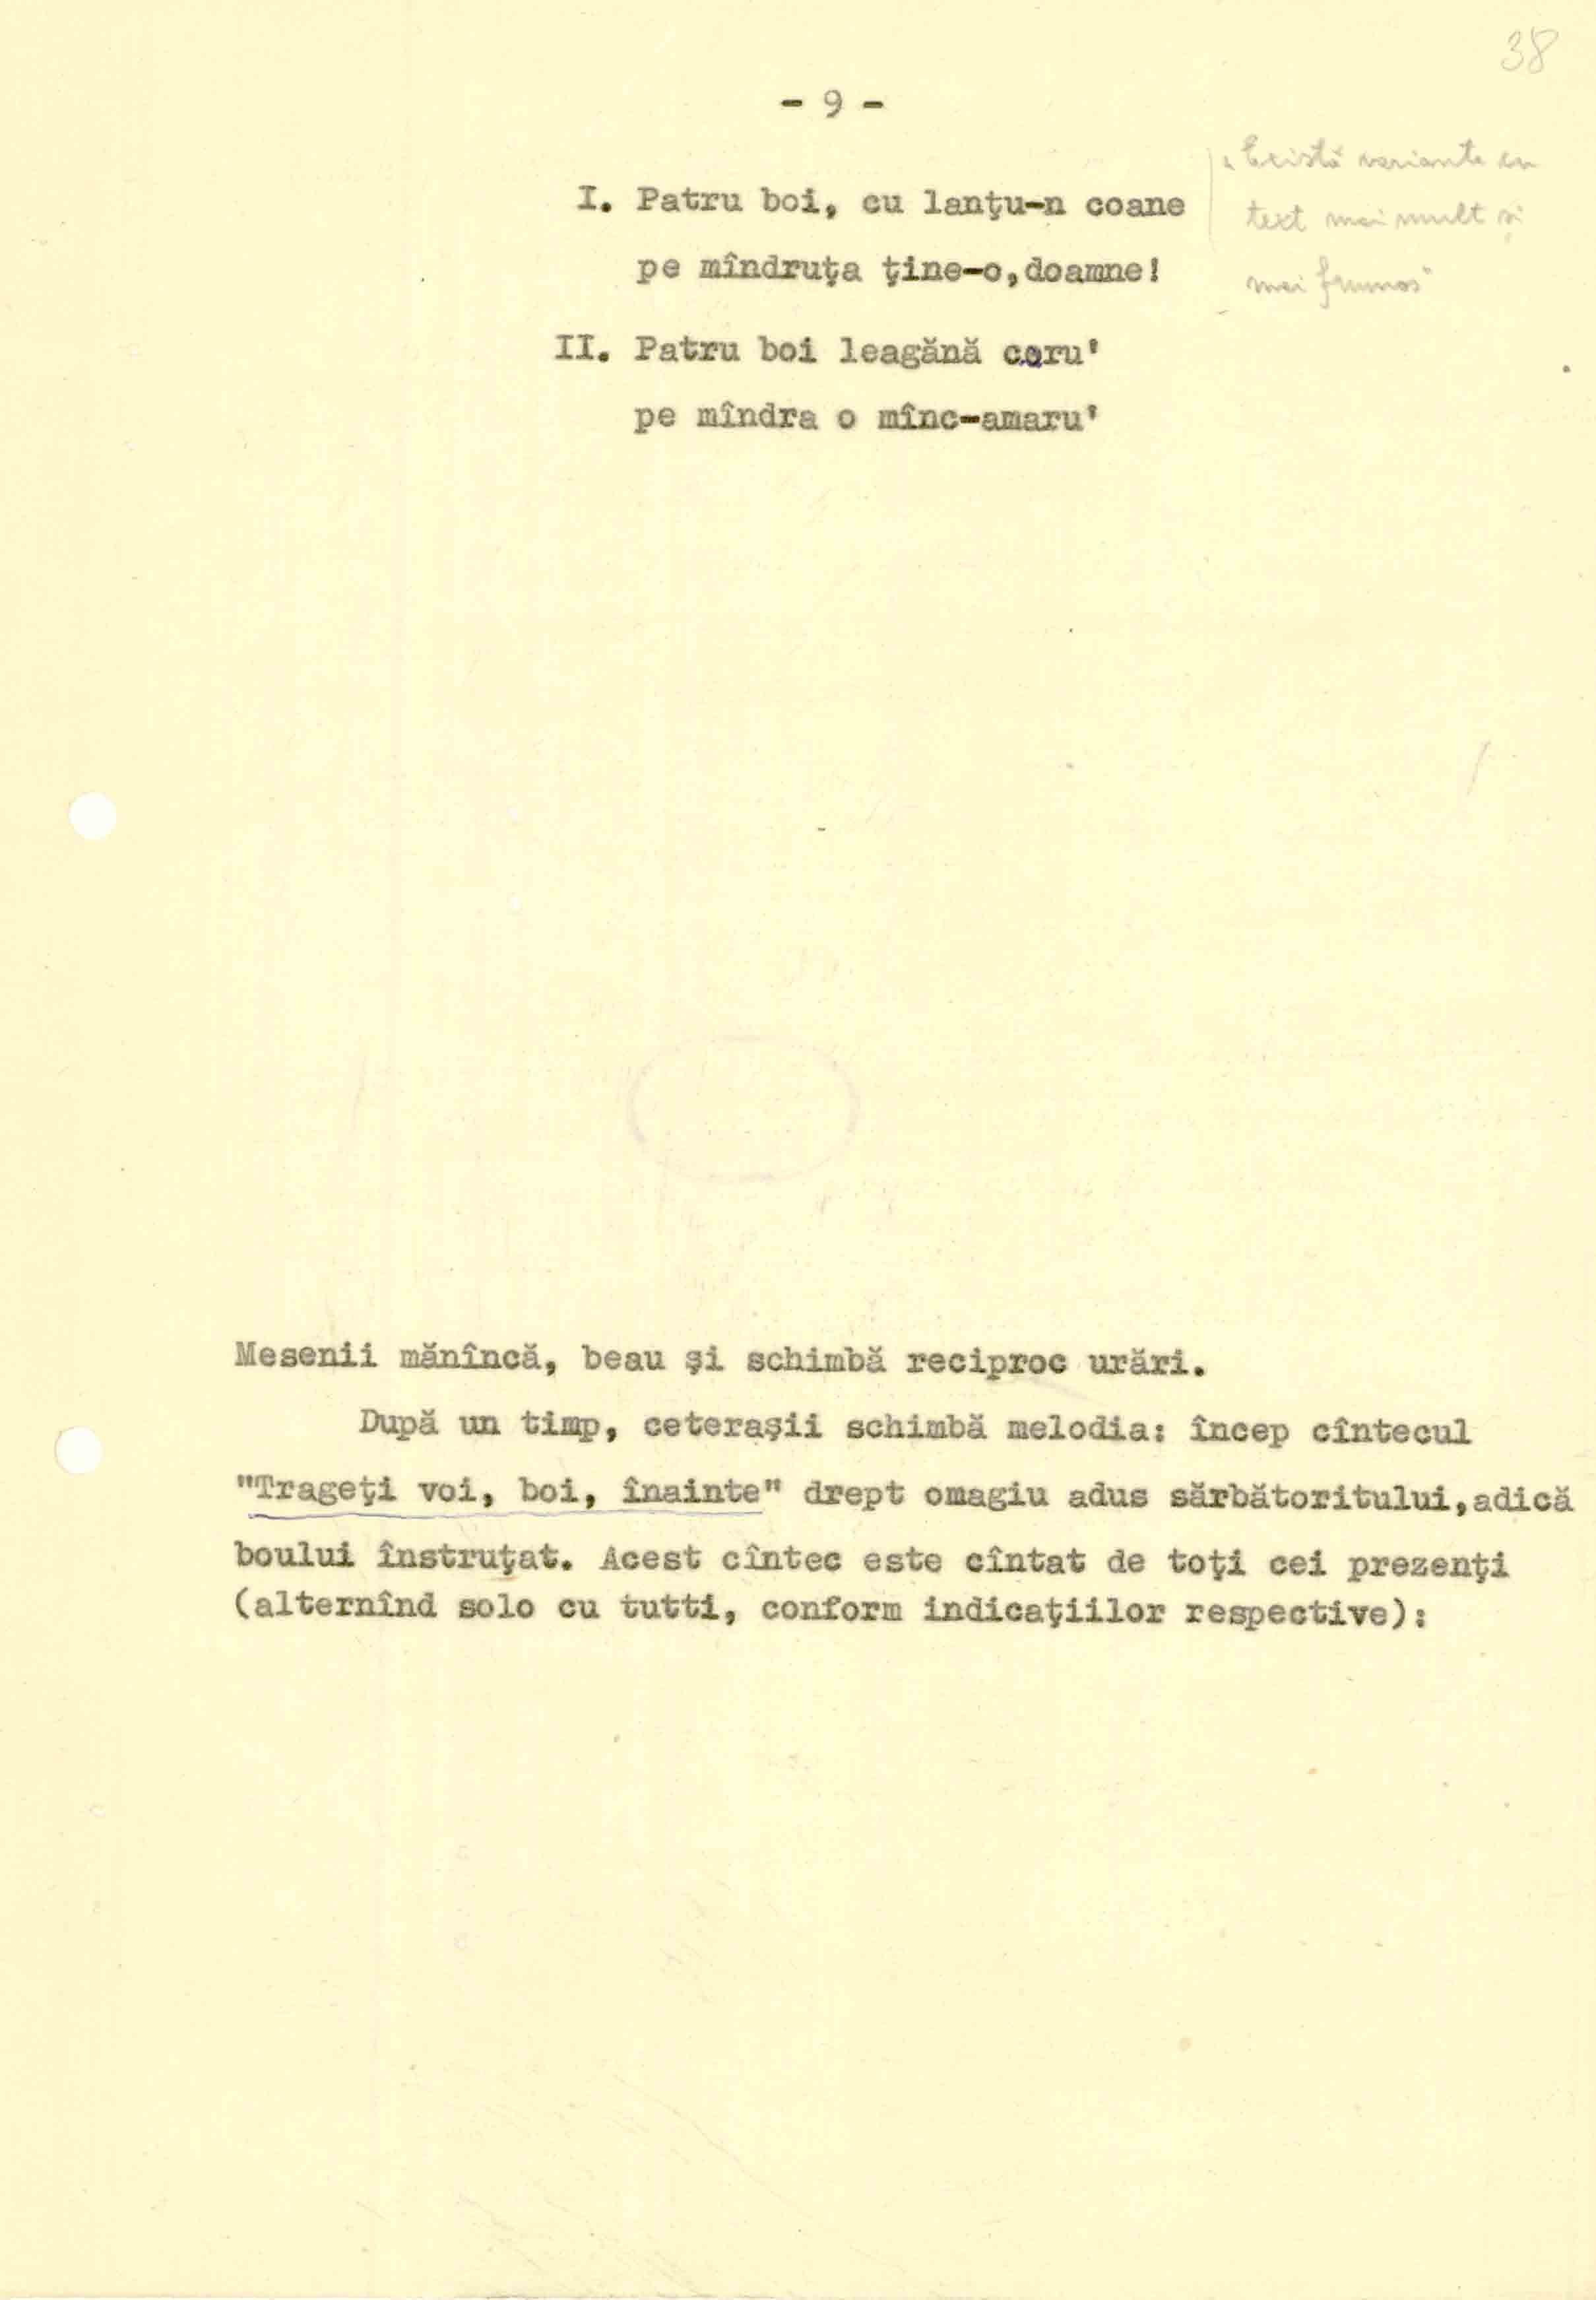 38
- 9 -
I. Patru boi, cu lanţu-n coane
pe mîndruţa ţine-o,doamne!
II. Patru boi leagănă caru'
pe mîndra o mînc-amaru'
„Există variante cu
text mai mult și
mai frumos"
Mesenii mănîncă, beau şi schimbă reciproc urări.
După un timp, ceteraşii schimbă melodia: încep cîntecul
"Trageţi voi, boi, înainte" drept omagiu adus sărbătoritului,adică
boului înstruţat. Acest cîntec este cîntat de toţi cei prezenţi
(alternînd solo cu tutti, conform indicaţiilor respective):